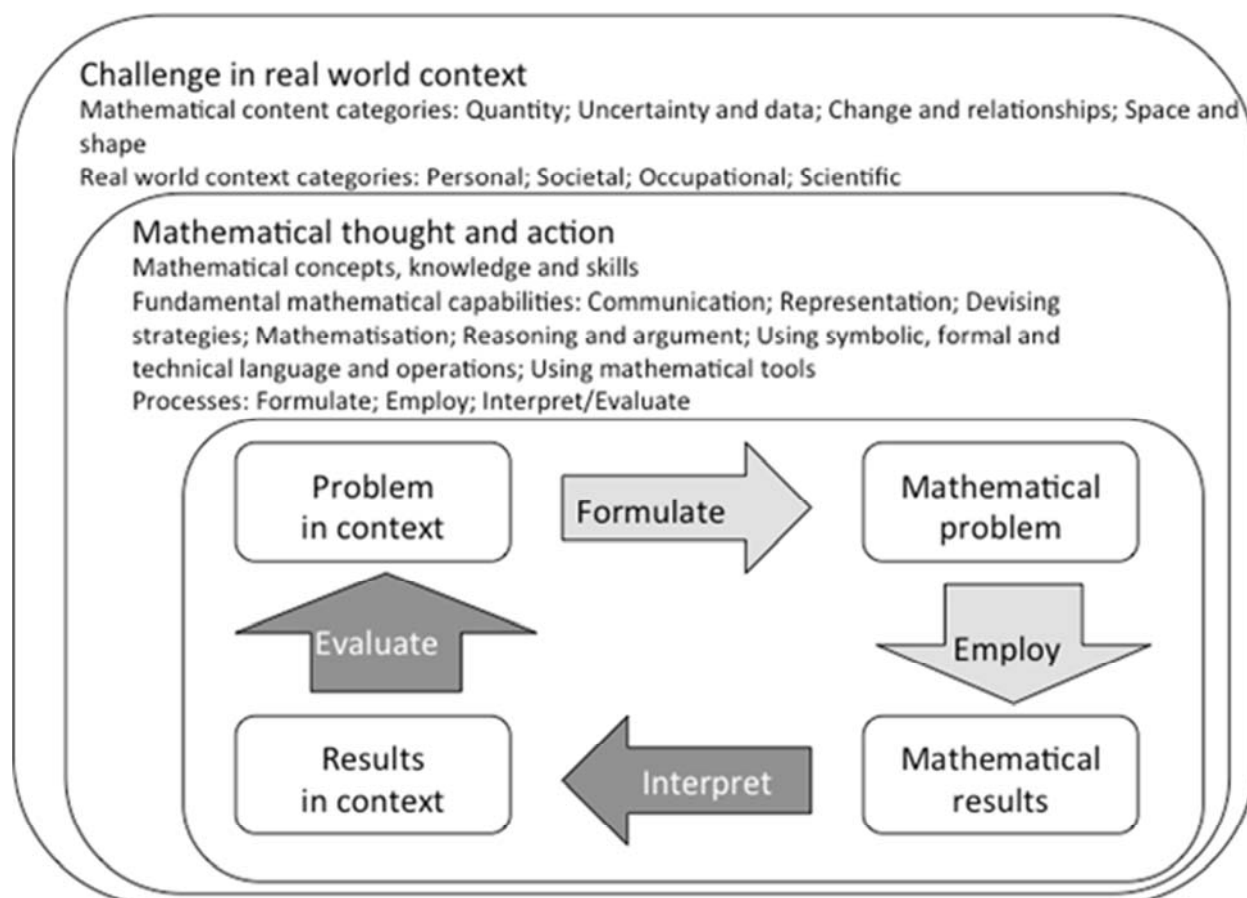 Challenge in real world context
Mathematical content categories: Quantity; Uncertainty and data; Change and relationships; Space and
shape
Real world context categories: Personal; Societal; Occupational; Scientific
Mathematical thought and action
Mathematical concepts, knowledge and skills
Fundamental mathematical capabilities: Communication; Representation; Devising
strategies; Mathematisation; Reasoning and argument; Using symbolic, formal and
technical language and operations; Using mathematical tools
Processes: Formulate; Employ; Interpret/Evaluate
Problem
in context
Formulate
Mathematical
problem
Evaluate
Employ
Results
in context
Interpret
Mathematical
results